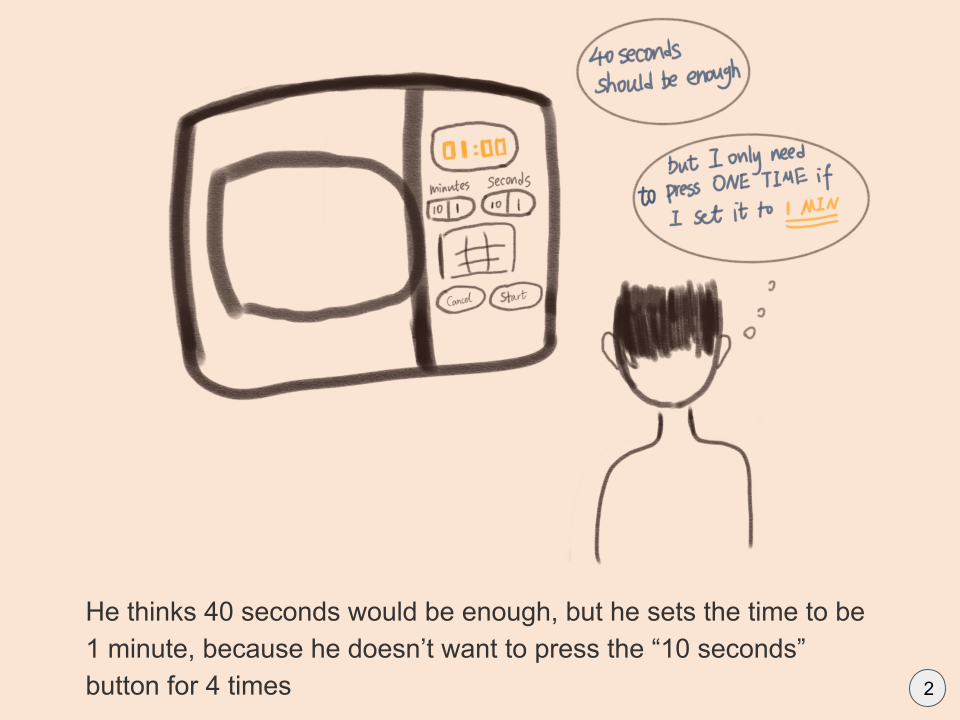 40 seconds
should be enough
but I only need
to press ONE TIME if
I set it to 1 MIN
01:00
minutes seconds
10 1 10 1
Cancel Start
He thinks 40 seconds would be enough, but he sets the time to be
1 minute, because he doesn’t want to press the “10 seconds”
button for 4 times
2